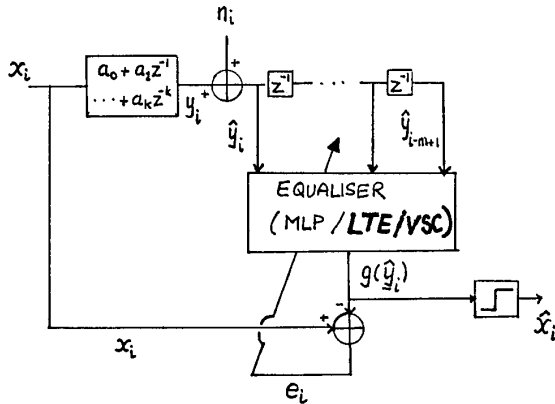 n_i
x_i
a_0 + a_1z^{-1}
··· + a_kz^{-k}
+
+
y_i
z^{-1}
···
z^{-1}
ŷ_i
ŷ_{i-m+1}
EQUALISER
(MLP / LTE/VSC)
g(ŷ_i)
-
+
x_i
x̂_i
e_i